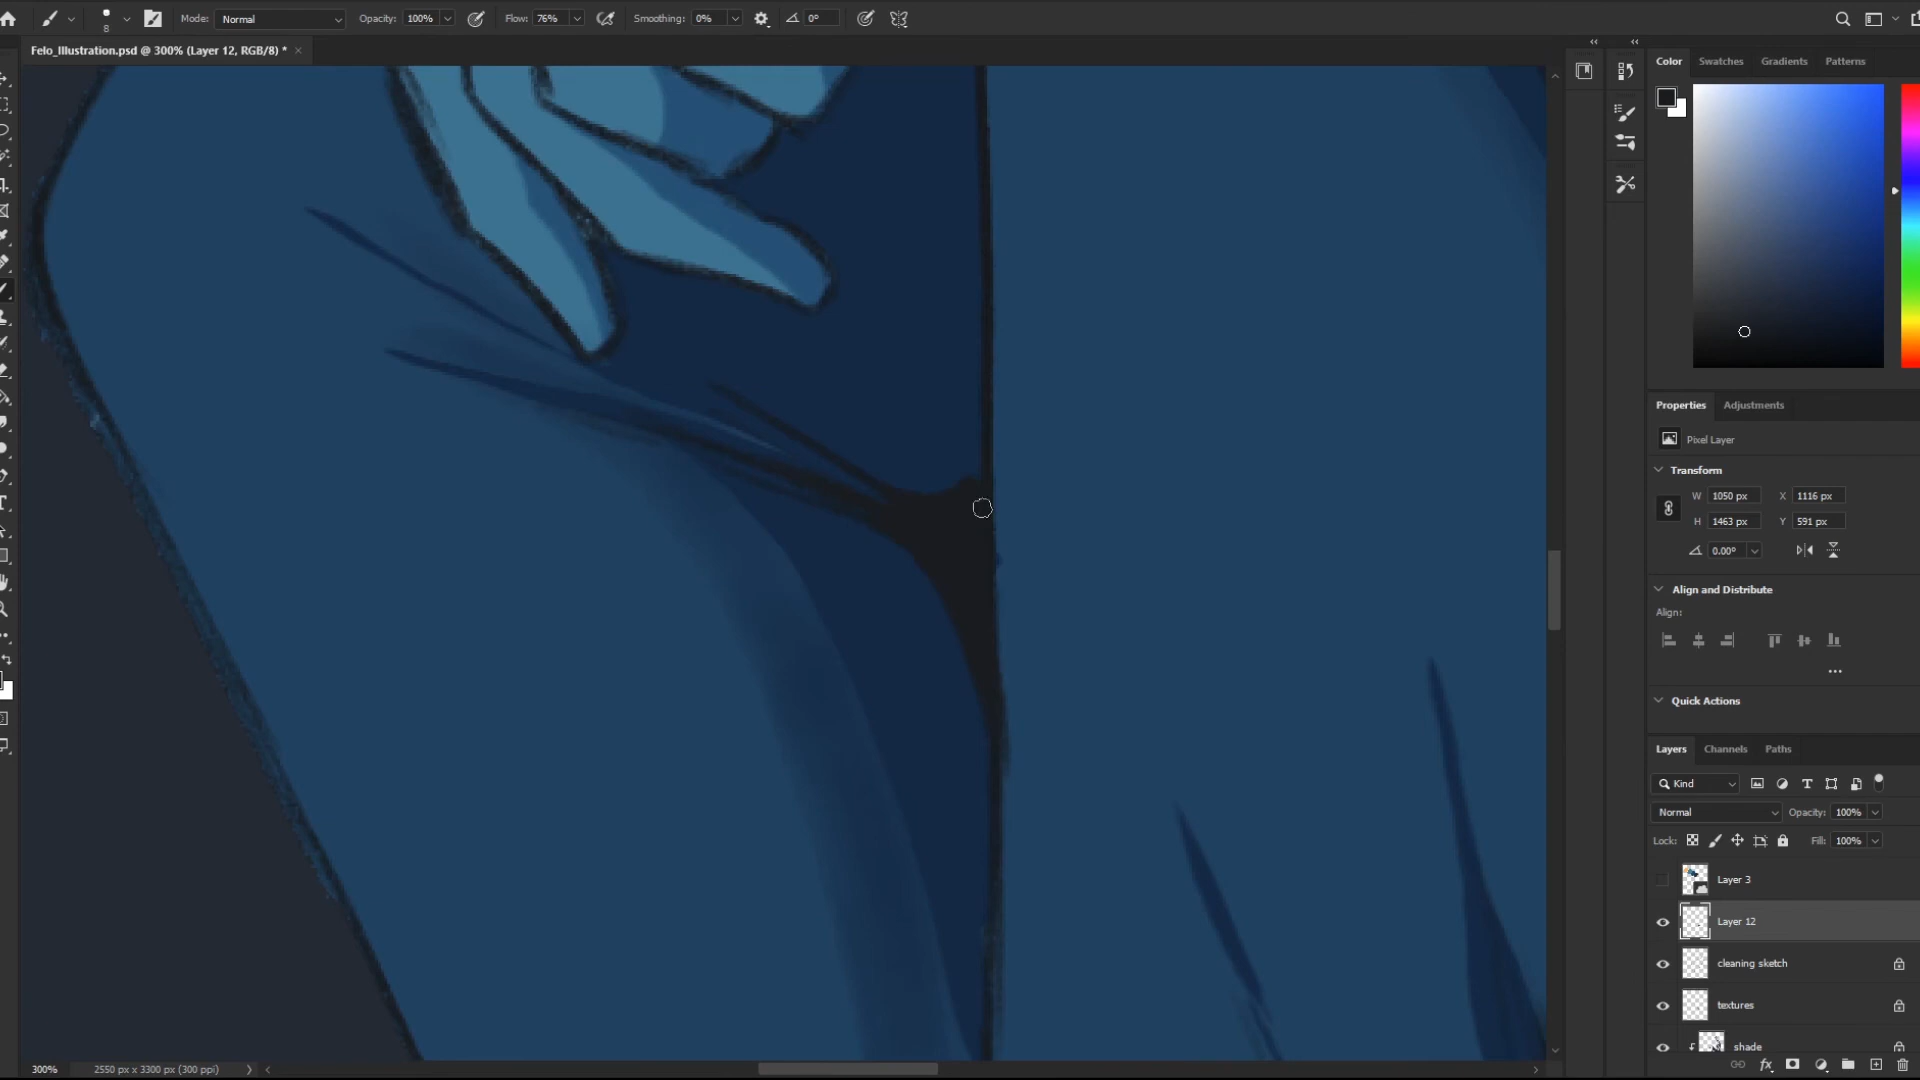 Mode: Normal Opacity: 100% Flow: 76% Smoothing: 0% 0°
8
Felo_Illustration.psd @ 300% (Layer 12, RGB/8) * ×
Color Swatches Gradients Patterns
Properties Adjustments
Pixel Layer
Transform
W 1050 px X 1116 px
H 1463 px Y 591 px
0.00°
Align and Distribute
Align:
Quick Actions
Layers Channels Paths
Kind
Normal Opacity: 100%
Lock: Fill: 100%
Layer 3
Layer 12
cleaning sketch
textures
shade
fx
300% 2550 px x 3300 px (300 ppi)